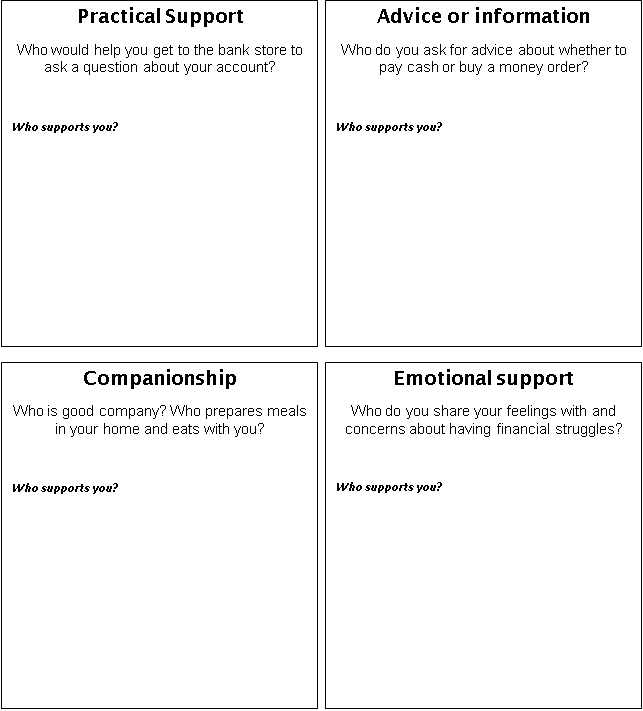 Practical Support
Who would help you get to the bank store to
ask a question about your account?
Who supports you?
Advice or information
Who do you ask for advice about whether to
pay cash or buy a money order?
Who supports you?
Companionship
Who is good company? Who prepares meals
in your home and eats with you?
Who supports you?
Emotional support
Who do you share your feelings with and
concerns about having financial struggles?
Who supports you?